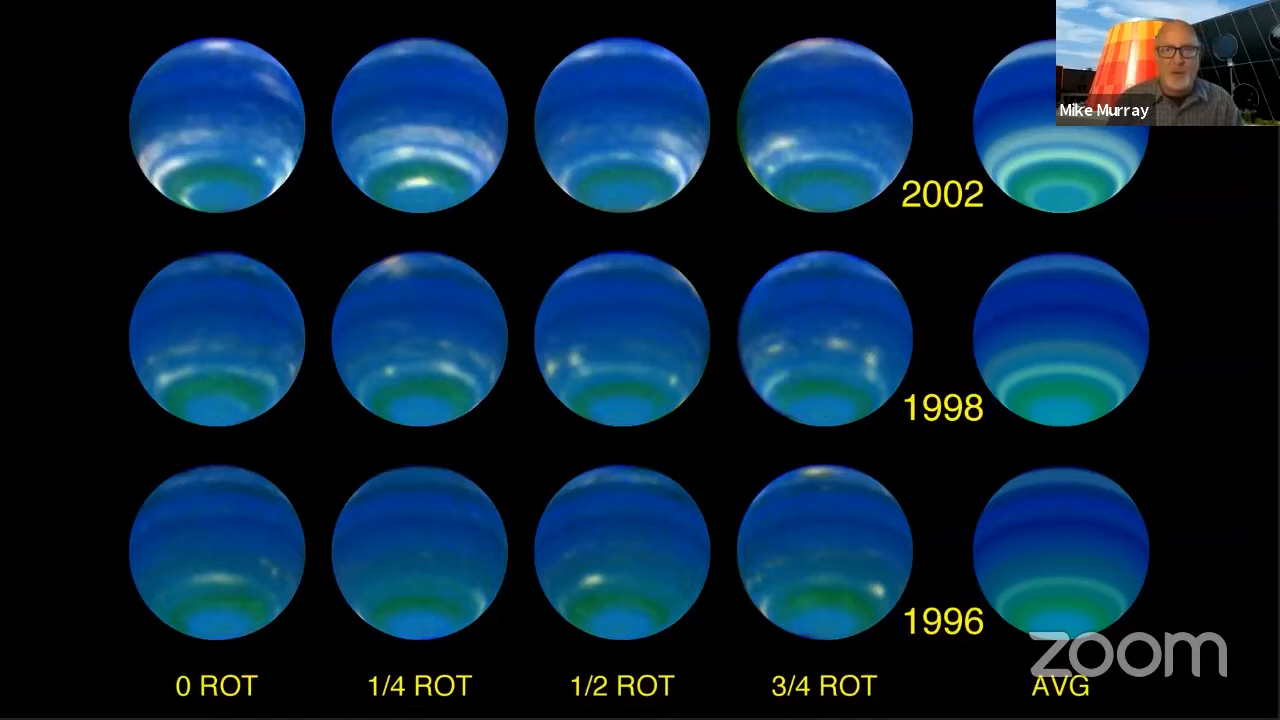 Mike Murray
2002
1998
1996
zoom
0 ROT
1/4 ROT
1/2 ROT
3/4 ROT
AVG